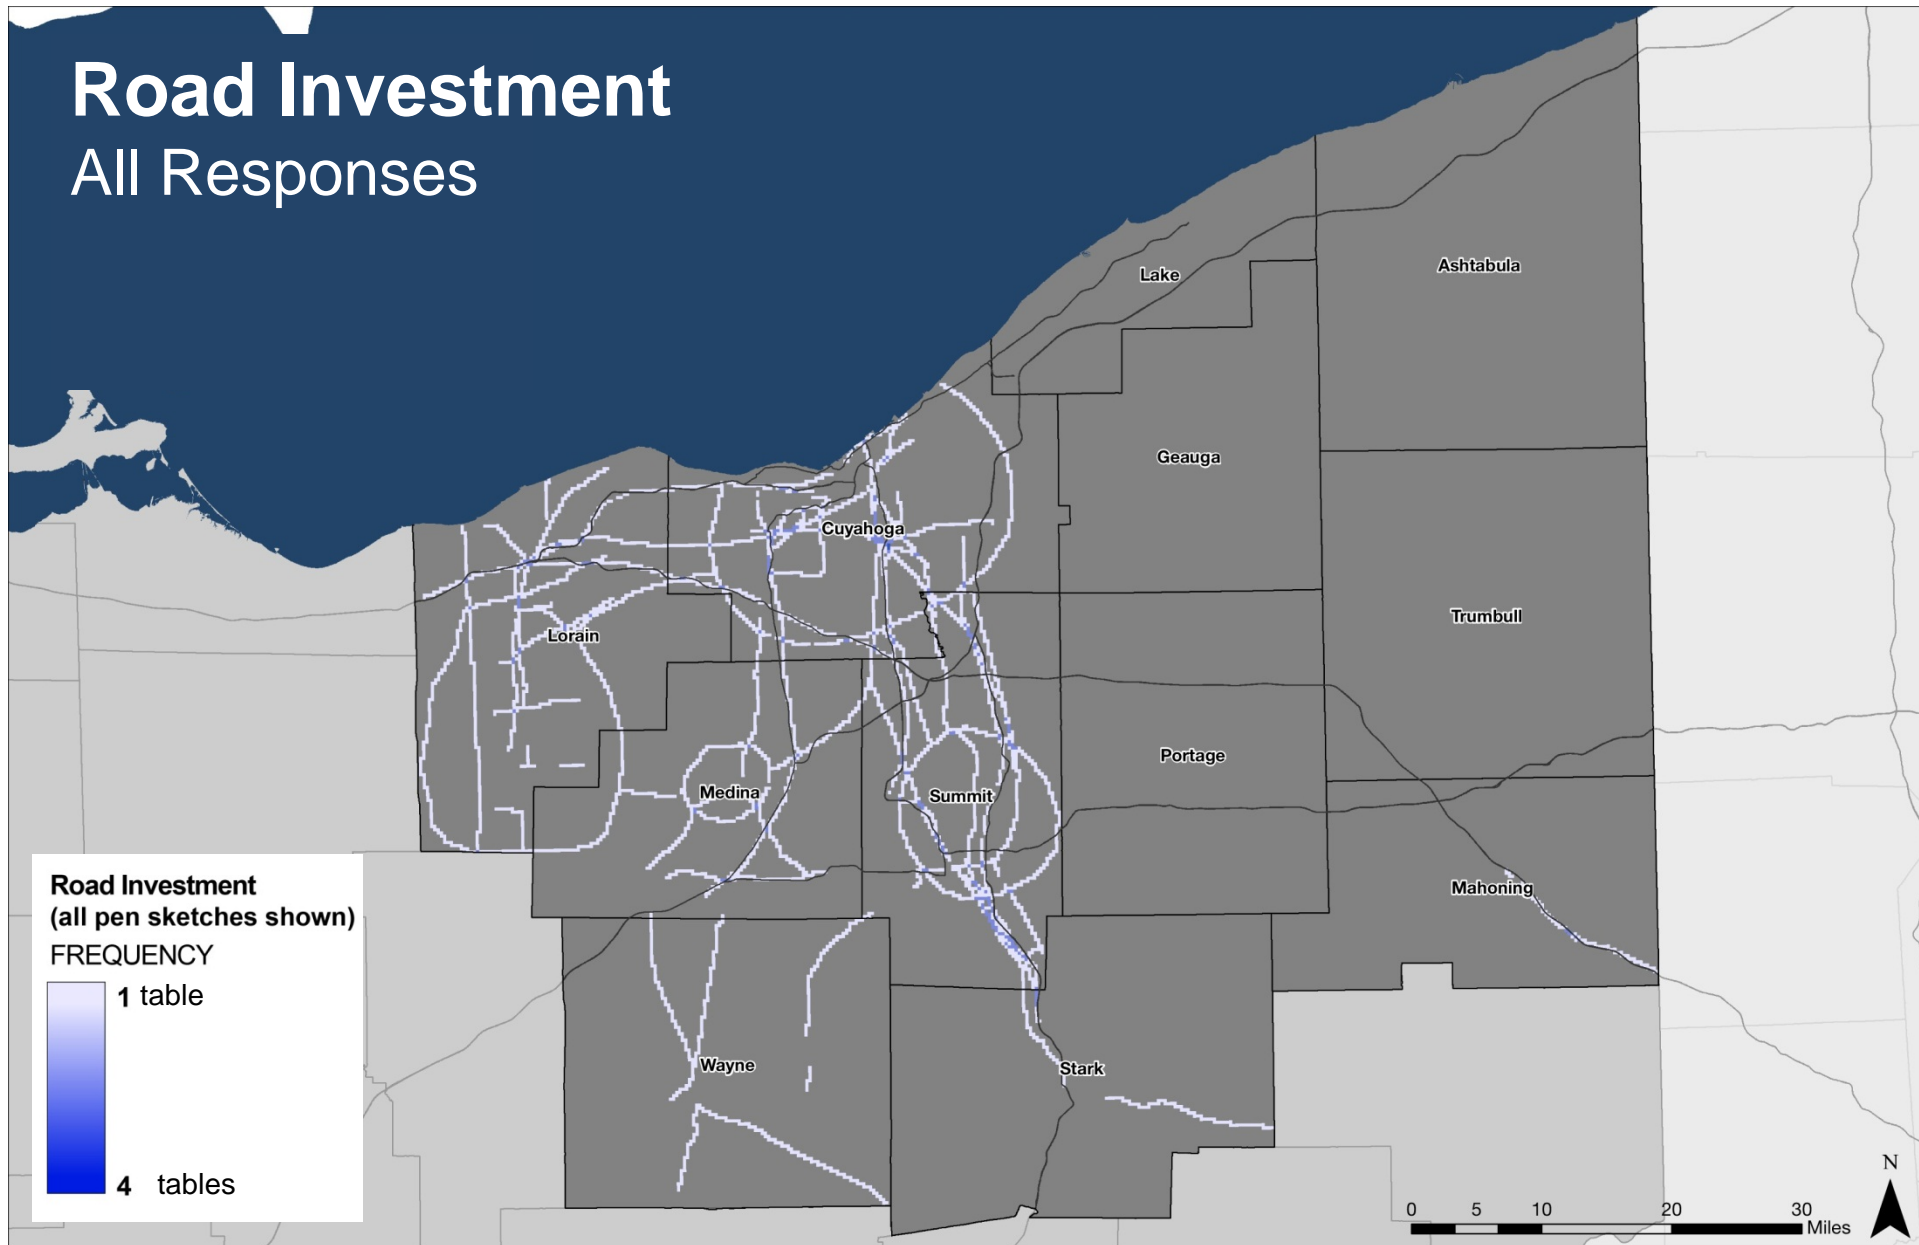 Road Investment
All Responses
Lake
Ashtabula
Geauga
Cuyahoga
Trumbull
Lorain
Portage
Medina
Summit
Mahoning
Wayne
Stark
Road Investment
(all pen sketches shown)
FREQUENCY
1 table
4 tables
N
0 5 10 20 30
Miles